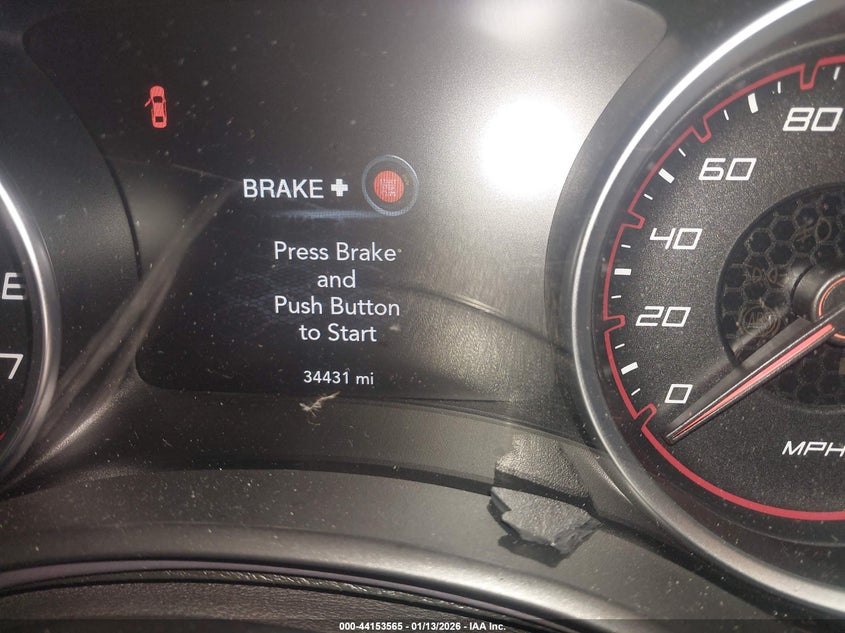 BRAKE +
Press Brake
and
Push Button
to Start
34431 mi
E
7
80
60
40
20
0
MPH
000-44153565 | 01/13/2026 - IAA Inc.